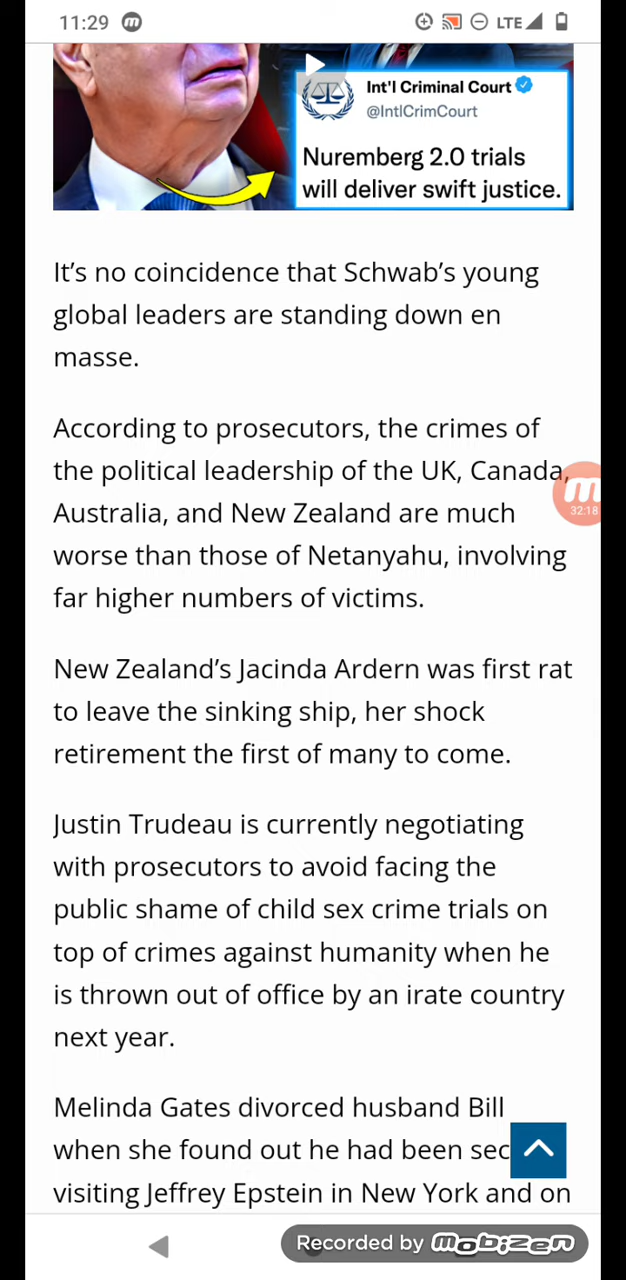 11:29
LTE
Int'l Criminal Court
@IntlCrimCourt
Nuremberg 2.0 trials
will deliver swift justice.
It’s no coincidence that Schwab’s young
global leaders are standing down en
masse.
According to prosecutors, the crimes of
the political leadership of the UK, Canada,
Australia, and New Zealand are much
worse than those of Netanyahu, involving
far higher numbers of victims.
32:18
New Zealand’s Jacinda Ardern was first rat
to leave the sinking ship, her shock
retirement the first of many to come.
Justin Trudeau is currently negotiating
with prosecutors to avoid facing the
public shame of child sex crime trials on
top of crimes against humanity when he
is thrown out of office by an irate country
next year.
Melinda Gates divorced husband Bill
when she found out he had been sec
visiting Jeffrey Epstein in New York and on
Recorded by mobizen